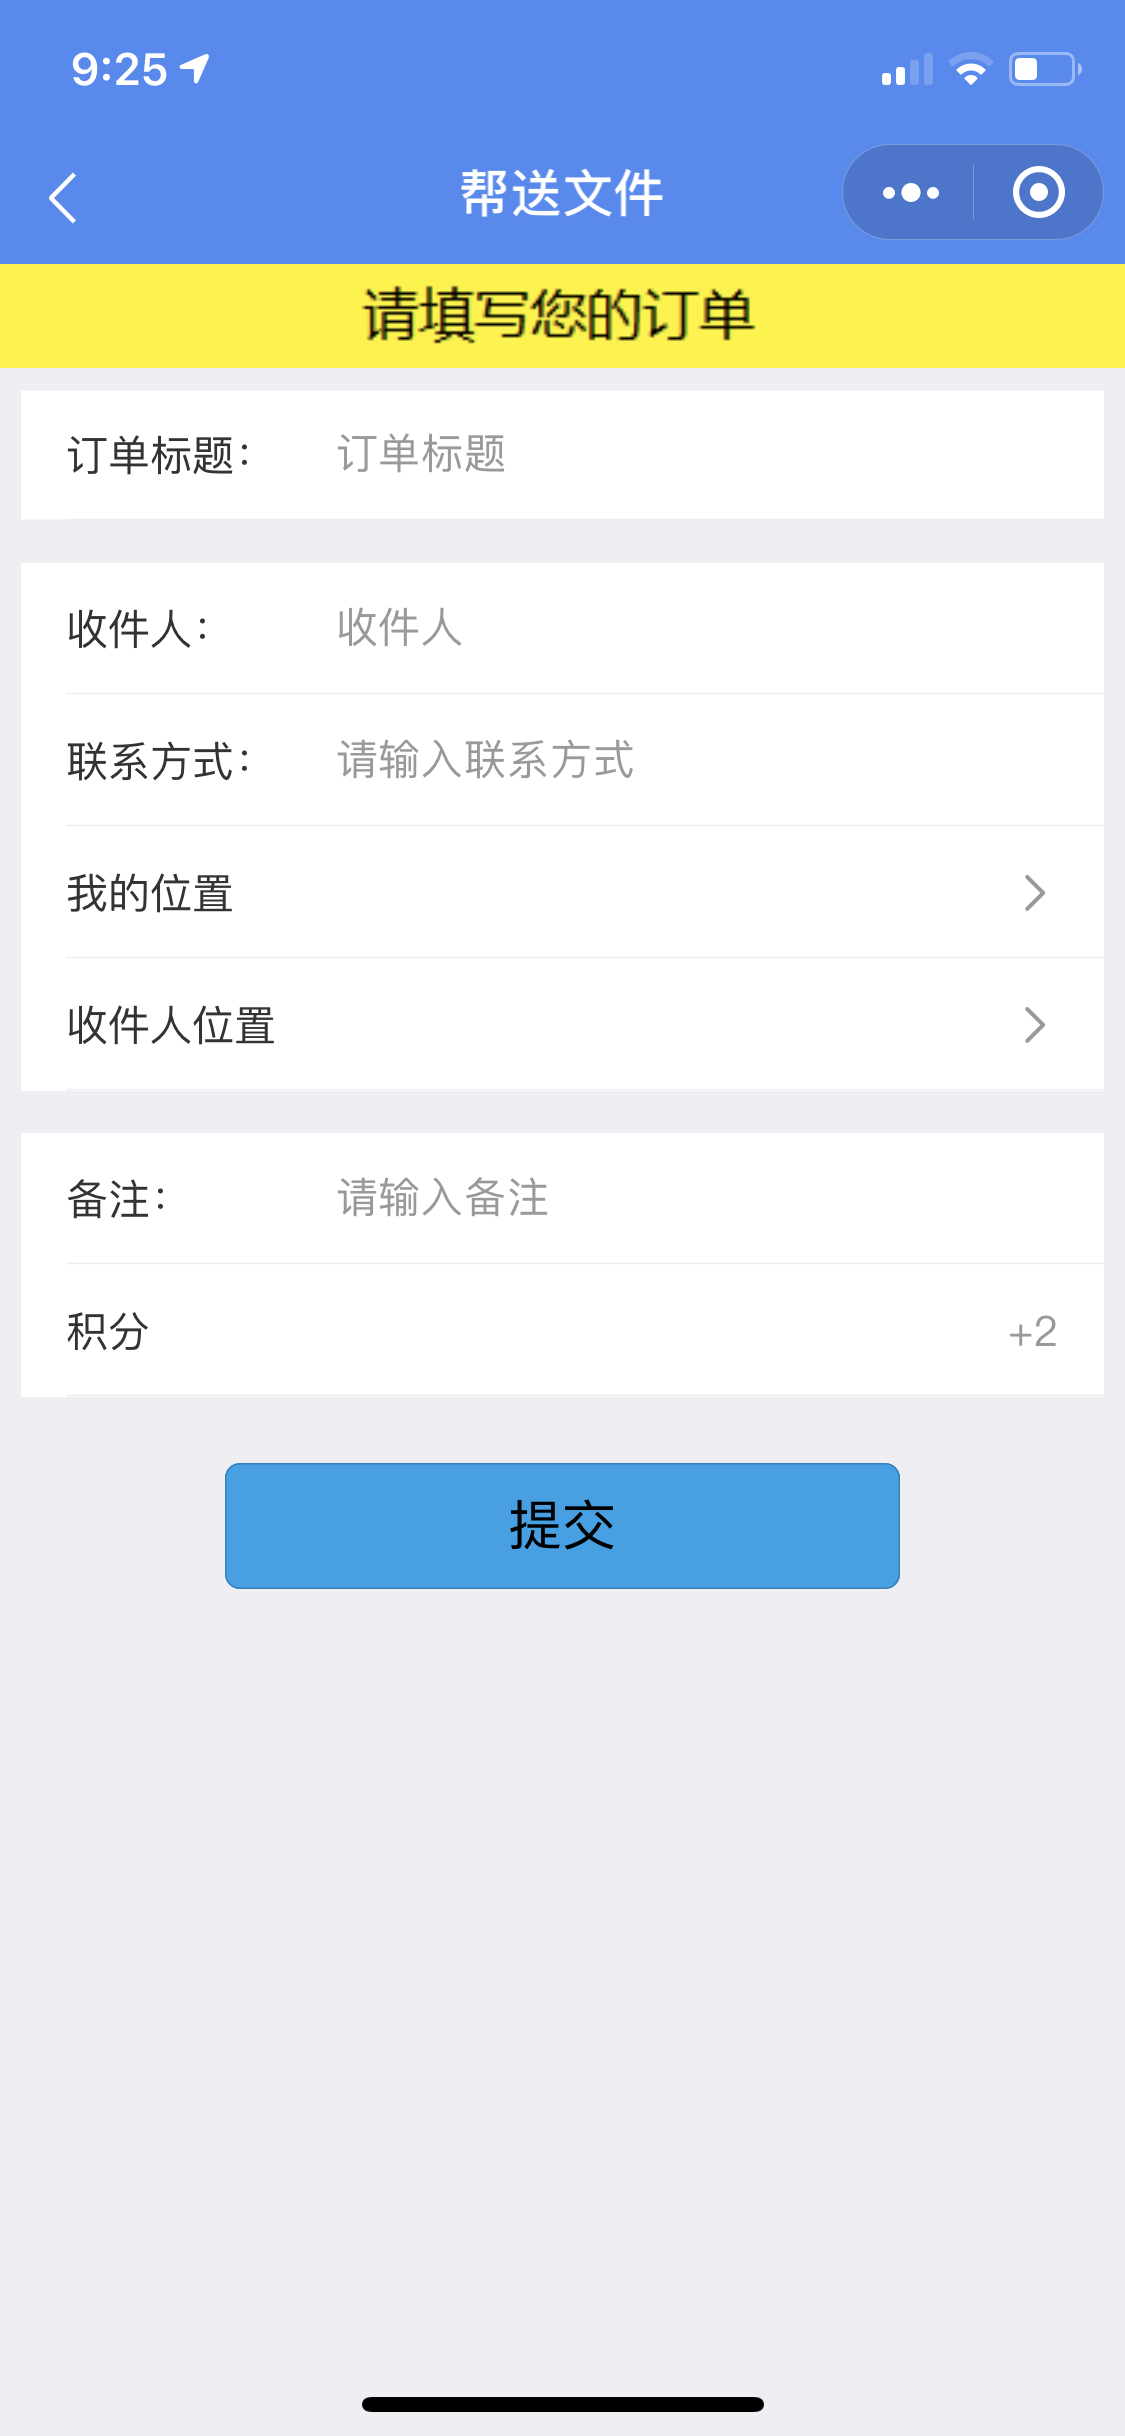 9:25
帮送文件
请填写您的订单
订单标题： 订单标题
收件人： 收件人
联系方式： 请输入联系方式
我的位置
收件人位置
备注： 请输入备注
积分 +2
提交